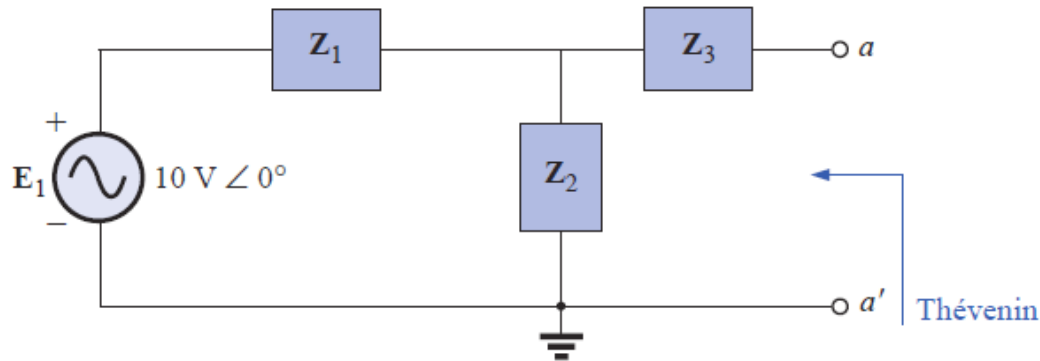 Z₁
Z₃
a
+
E₁ 10 V ∠ 0°
−
Z₂
a′
Thévenin